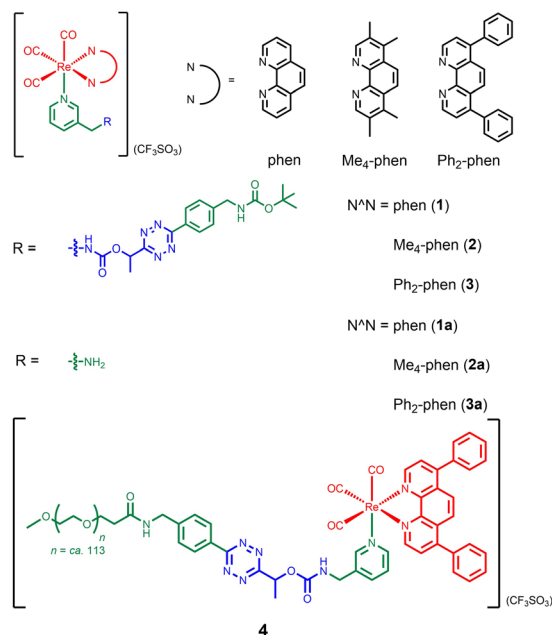 CO
OC
N
Re
OC
N
N
R
(CF₃SO₃)
N
N
=
phen
Me₄-phen
Ph₂-phen
R =
NH
O
O
N N
N N
O
N
H
O
N^N = phen (1)
Me₄-phen (2)
Ph₂-phen (3)
R =
NH₂
N^N = phen (1a)
Me₄-phen (2a)
Ph₂-phen (3a)
CO
OC
N
Re
OC
N
N
O
O
O
n
N
H
n = ca. 113
N N
N N
O
O
H
N
(CF₃SO₃)
4